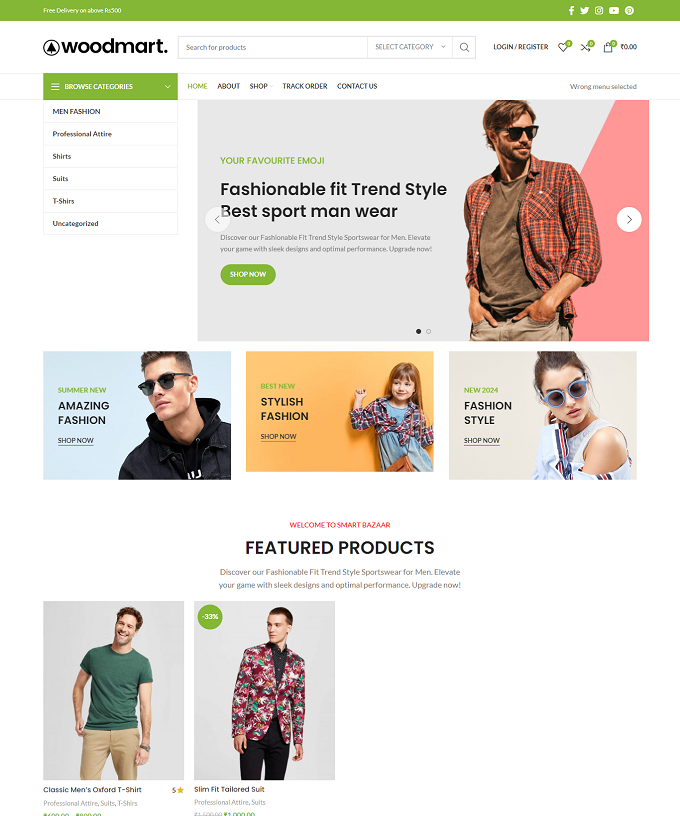 Free Delivery on above Rs500
woodmart.
Search for products
SELECT CATEGORY
LOGIN / REGISTER
0
0
0
₹0.00
BROWSE CATEGORIES
HOME
ABOUT
SHOP
TRACK ORDER
CONTACT US
Wrong menu selected
MEN FASHION
Professional Attire
Shirts
Suits
T-Shirs
Uncategorized
YOUR FAVOURITE EMOJI
Fashionable fit Trend Style
Best sport man wear
Discover our Fashionable Fit Trend Style Sportswear for Men. Elevate
your game with sleek designs and optimal performance. Upgrade now!
SHOP NOW
SUMMER NEW
AMAZING
FASHION
SHOP NOW
BEST NEW
STYLISH
FASHION
SHOP NOW
NEW 2024
FASHION
STYLE
SHOP NOW
WELCOME TO SMART BAZAAR
FEATURED PRODUCTS
Discover our Fashionable Fit Trend Style Sportswear for Men. Elevate
your game with sleek designs and optimal performance. Upgrade now!
-33%
Classic Men's Oxford T-Shirt
5
Professional Attire, Suits, T-Shirs
Slim Fit Tailored Suit
Professional Attire, Suits
₹1,500.00 ₹1,000.00